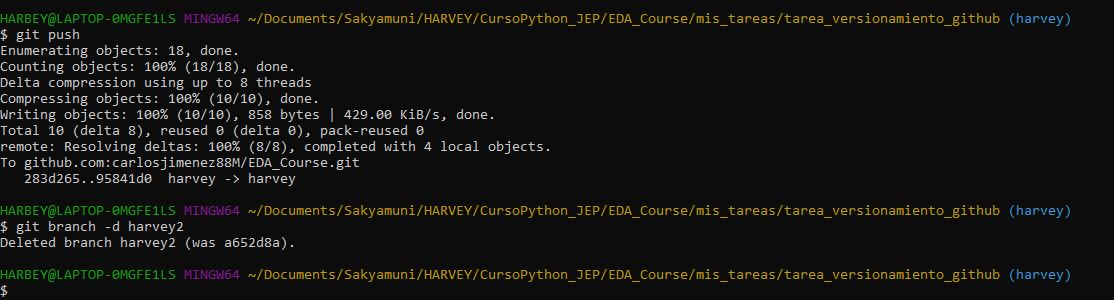 HARBEY@LAPTOP-0MGFE1LS MINGW64 ~/Documents/Sakyamuni/HARVEY/CursoPython_JEP/EDA_Course/mis_tareas/tarea_versionamiento_github (harvey)
$ git push
Enumerating objects: 18, done.
Counting objects: 100% (18/18), done.
Delta compression using up to 8 threads
Compressing objects: 100% (10/10), done.
Writing objects: 100% (10/10), 858 bytes | 429.00 KiB/s, done.
Total 10 (delta 8), reused 0 (delta 0), pack-reused 0
remote: Resolving deltas: 100% (8/8), completed with 4 local objects.
To github.com:carlosjimenez88M/EDA_Course.git
   283d265..95841d0  harvey -> harvey
HARBEY@LAPTOP-0MGFE1LS MINGW64 ~/Documents/Sakyamuni/HARVEY/CursoPython_JEP/EDA_Course/mis_tareas/tarea_versionamiento_github (harvey)
$ git branch -d harvey2
Deleted branch harvey2 (was a652d8a).
HARBEY@LAPTOP-0MGFE1LS MINGW64 ~/Documents/Sakyamuni/HARVEY/CursoPython_JEP/EDA_Course/mis_tareas/tarea_versionamiento_github (harvey)
$